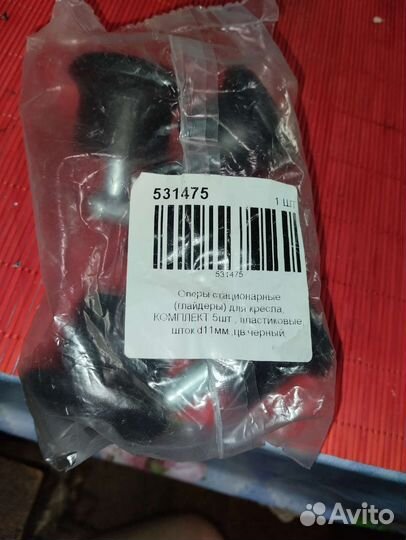 531475
1 ШТ
531475
Опоры стационарные
(глайдеры) для кресла,
КОМПЛЕКТ 5шт., пластиковые,
шток d11мм,цв.черный
Avito